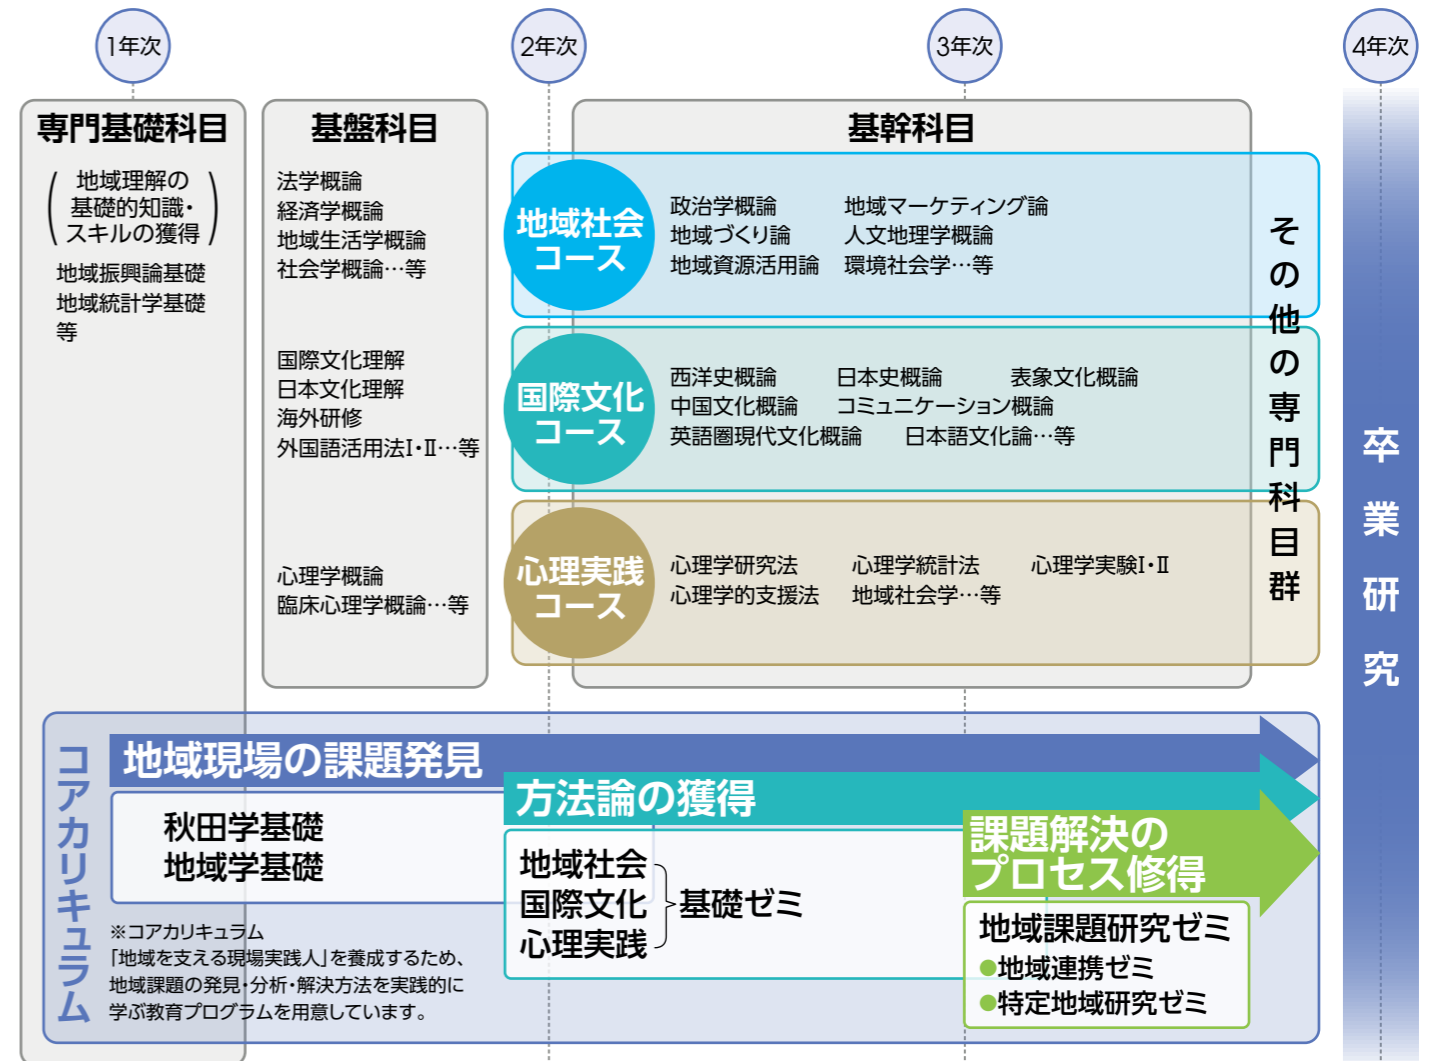 1年次
2年次
3年次
4年次
専門基礎科目
（地域理解の
基礎的知識・
スキルの獲得）
地域振興論基礎
地域統計学基礎
等
基盤科目
法学概論
経済学概論
地域生活学概論
社会学概論…等
国際文化理解
日本文化理解
海外研修
外国語活用法Ⅰ・Ⅱ…等
心理学概論
臨床心理学概論…等
基幹科目
地域社会
コース
政治学概論 地域マーケティング論
地域づくり論 人文地理学概論
地域資源活用論 環境社会学…等
国際文化
コース
西洋史概論 日本史概論 表象文化概論
中国文化概論 コミュニケーション概論
英語圏現代文化概論 日本語文化論…等
心理実践
コース
心理学研究法 心理学統計法 心理学実験Ⅰ・Ⅱ
心理学的支援法 地域社会学…等
その他の専門科目群
卒業研究
コアカリキュラム
地域現場の課題発見
秋田学基礎
地域学基礎
※コアカリキュラム
「地域を支える現場実践人」を養成するため、
地域課題の発見・分析・解決方法を実践的に
学ぶ教育プログラムを用意しています。
方法論の獲得
地域社会
国際文化
心理実践
基礎ゼミ
課題解決の
プロセス修得
地域課題研究ゼミ
●地域連携ゼミ
●特定地域研究ゼミ